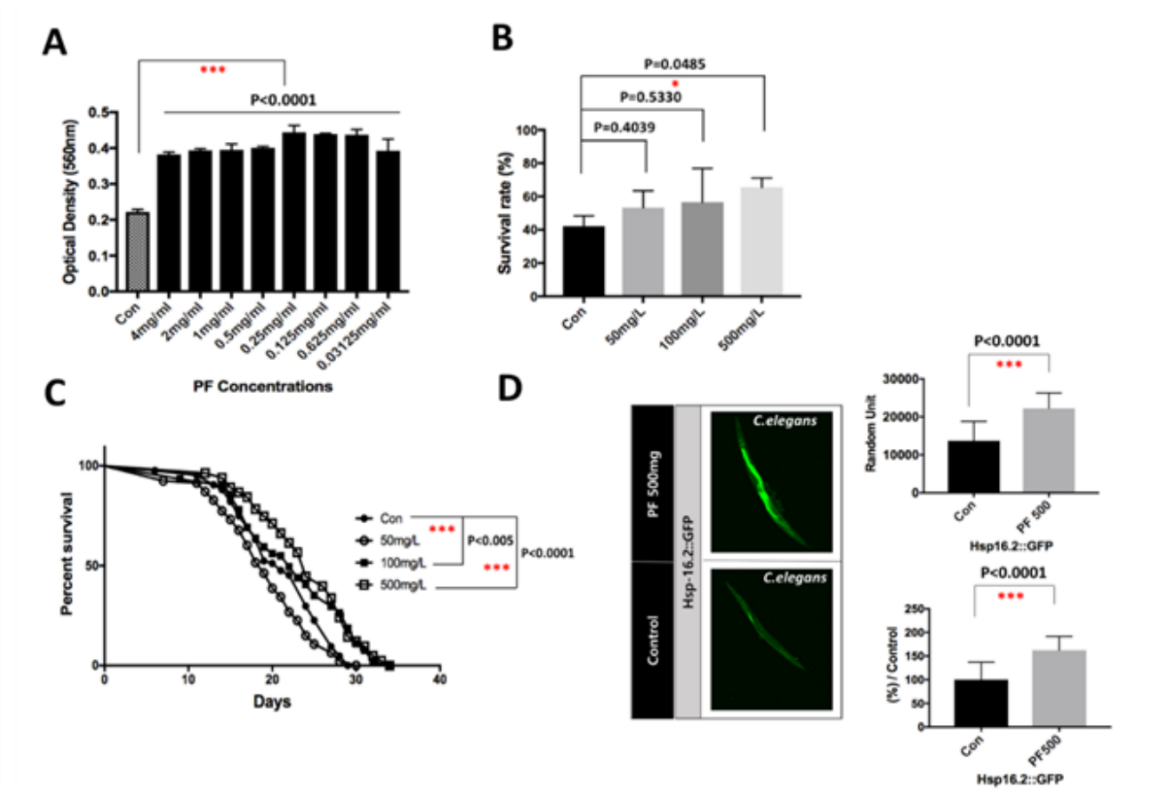 A
***
P<0.0001
0.5
0.4
0.3
0.2
0.1
0.0
Optical Density (560nm)
Con
4mg/ml
2mg/ml
1mg/ml
0.5mg/ml
0.25mg/ml
0.125mg/ml
0.625mg/ml
0.03125mg/ml
PF Concentrations
B
P=0.0485
*
P=0.5330
P=0.4039
100
80
60
40
20
0
Survival rate (%)
Con
50mg/L
100mg/L
500mg/L
C
100
50
0
Percent survival
0 10 20 30 40
Days
Con
50mg/L
100mg/L
500mg/L
***
P<0.005
***
P<0.0001
D
PF 500mg
Control
Hsp-16.2::GFP
C.elegans
C.elegans
P<0.0001
***
30000
20000
10000
0
Random Unit
Con
PF 500
Hsp16.2::GFP
P<0.0001
***
250
200
150
100
50
0
(%) / Control
Con
PF500
Hsp16.2::GFP